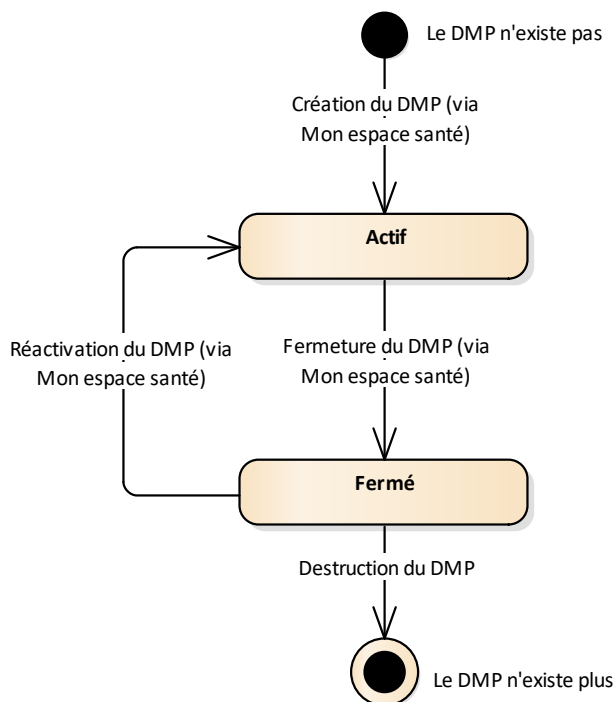 Le DMP n'existe pas
Création du DMP (via
Mon espace santé)
Actif
Réactivation du DMP (via
Mon espace santé)
Fermeture du DMP (via
Mon espace santé)
Fermé
Destruction du DMP
Le DMP n'existe plus